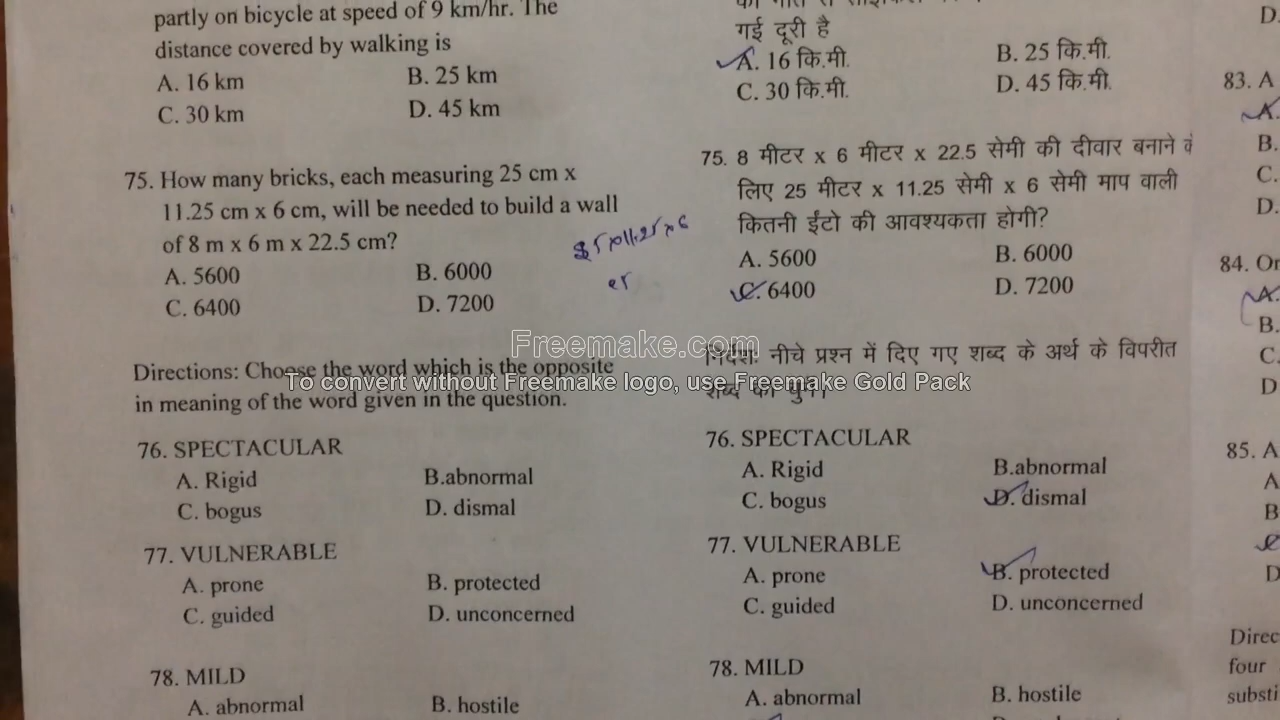 partly on bicycle at speed of 9 km/hr. The
distance covered by walking is
A. 16 km B. 25 km
C. 30 km D. 45 km
75. How many bricks, each measuring 25 cm x
11.25 cm x 6 cm, will be needed to build a wall
of 8 m x 6 m x 22.5 cm?
A. 5600 B. 6000
C. 6400 D. 7200
Directions: Choose the word which is the opposite
in meaning of the word given in the question.
76. SPECTACULAR
A. Rigid B.abnormal
C. bogus D. dismal
77. VULNERABLE
A. prone B. protected
C. guided D. unconcerned
78. MILD
A. abnormal B. hostile
गई दूरी है
A. 16 कि.मी. B. 25 कि.मी.
C. 30 कि.मी. D. 45 कि.मी.
75. 8 मीटर x 6 मीटर x 22.5 सेमी की दीवार बनाने
लिए 25 मीटर x 11.25 सेमी x 6 सेमी माप वाली
कितनी ईंटो की आवश्यकता होगी?
A. 5600 B. 6000
C. 6400 D. 7200
निर्देशः नीचे प्रश्न में दिए गए शब्द के अर्थ के विपरीत
शब्द को चुने।
76. SPECTACULAR
A. Rigid B.abnormal
C. bogus D. dismal
77. VULNERABLE
A. prone B. protected
C. guided D. unconcerned
78. MILD
A. abnormal B. hostile
D.
83. A
A.
B.
C.
D.
84. Or
A.
B.
C.
D
85. A
A
B
D
Direc
four
substi
Freemake.com
To convert without Freemake logo, use Freemake Gold Pack